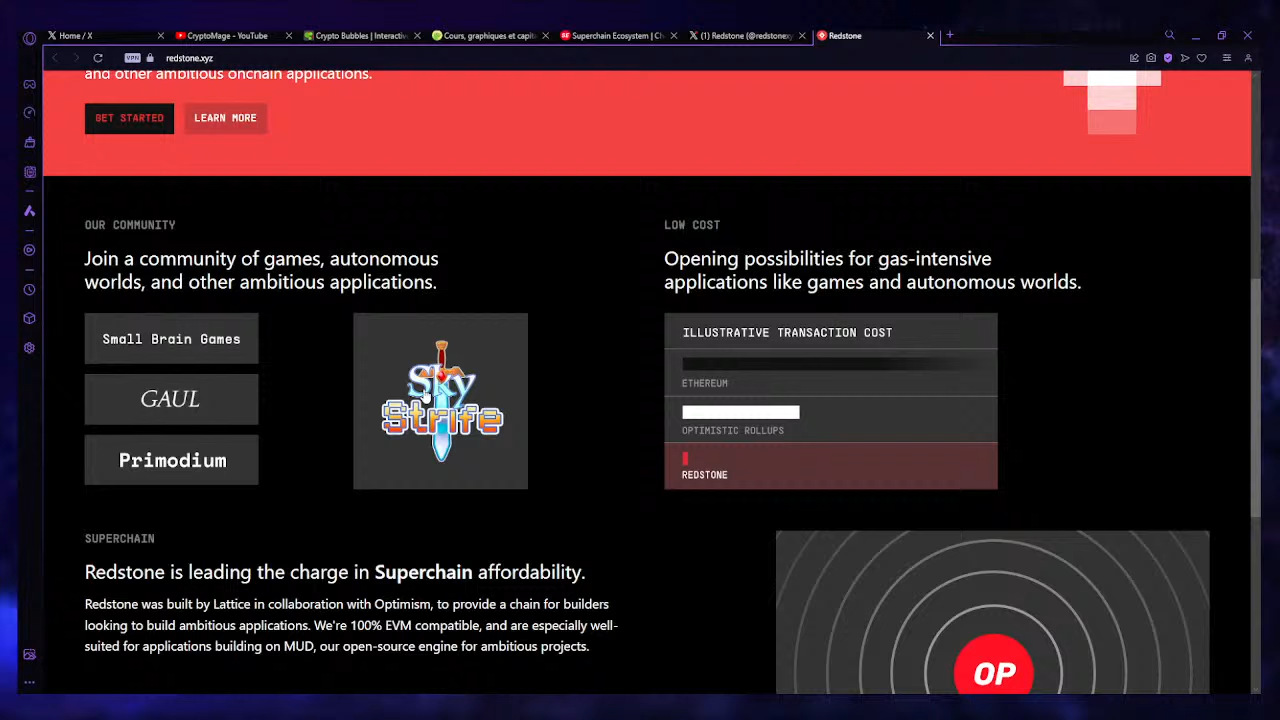 Home / X
CryptoMage - YouTube
Crypto Bubbles | Interactiv
Cours, graphiques et capit
Superchain Ecosystem | Ch
(1) Redstone (@redstonexy
Redstone
VPN
redstone.xyz
and other ambitious onchain applications.
GET STARTED
LEARN MORE
OUR COMMUNITY
Join a community of games, autonomous
worlds, and other ambitious applications.
Small Brain Games
GAUL
Primodium
Sky
Strife
LOW COST
Opening possibilities for gas-intensive
applications like games and autonomous worlds.
ILLUSTRATIVE TRANSACTION COST
ETHEREUM
OPTIMISTIC ROLLUPS
REDSTONE
SUPERCHAIN
Redstone is leading the charge in Superchain affordability.
Redstone was built by Lattice in collaboration with Optimism, to provide a chain for builders
looking to build ambitious applications. We're 100% EVM compatible, and are especially well-
suited for applications building on MUD, our open-source engine for ambitious projects.
OP